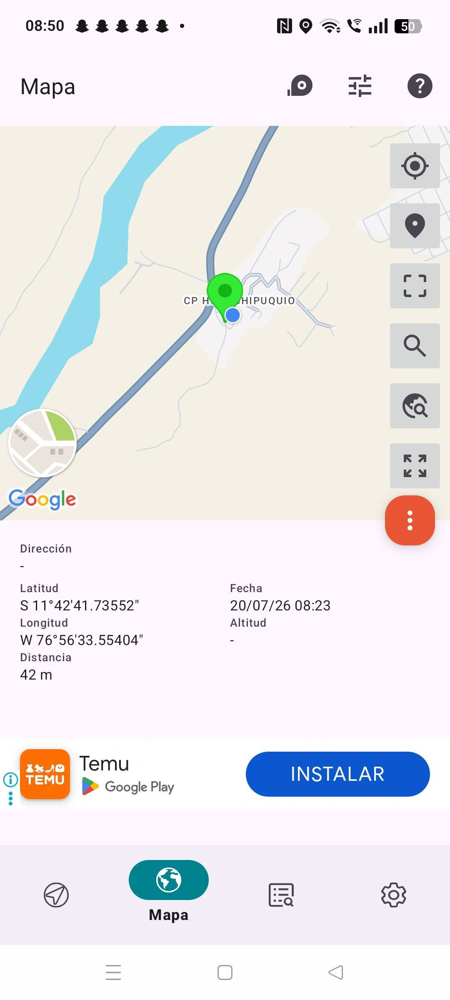 08:50
50
Mapa
CP H HIPUQUIO
Google
Dirección
-
Latitud
S 11°42'41.73552"
Fecha
20/07/26 08:23
Longitud
W 76°56'33.55404"
Altitud
-
Distancia
42 m
TEMU
Temu
Google Play
INSTALAR
Mapa